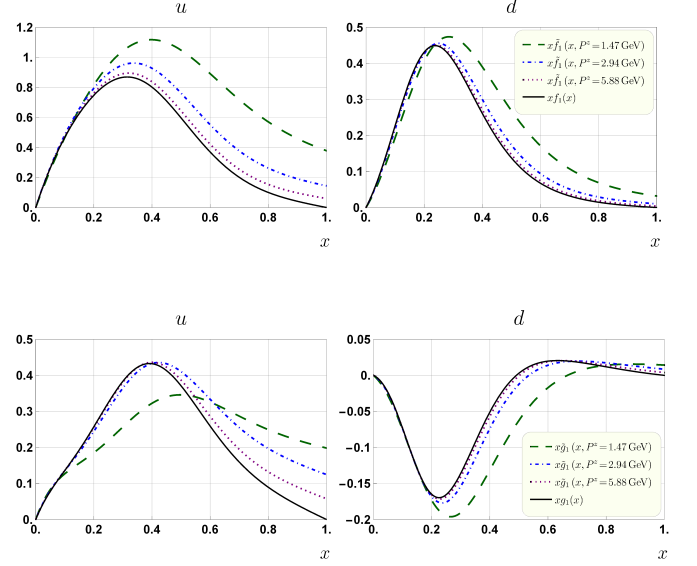 u
d
1.2
1.
0.8
0.6
0.4
0.2
0.
0. 0.2 0.4 0.6 0.8 1.
x
0.5
0.4
0.3
0.2
0.1
0.
0. 0.2 0.4 0.6 0.8 1.
x
xf̃₁(x, Pᶻ = 1.47 GeV)
xf̃₁(x, Pᶻ = 2.94 GeV)
xf̃₁(x, Pᶻ = 5.88 GeV)
xf₁(x)
u
d
0.5
0.4
0.3
0.2
0.1
0.
0. 0.2 0.4 0.6 0.8 1.
x
0.05
0.
−0.05
−0.1
−0.15
−0.2
0. 0.2 0.4 0.6 0.8 1.
x
xg̃₁(x, Pᶻ = 1.47 GeV)
xg̃₁(x, Pᶻ = 2.94 GeV)
xg̃₁(x, Pᶻ = 5.88 GeV)
xg₁(x)